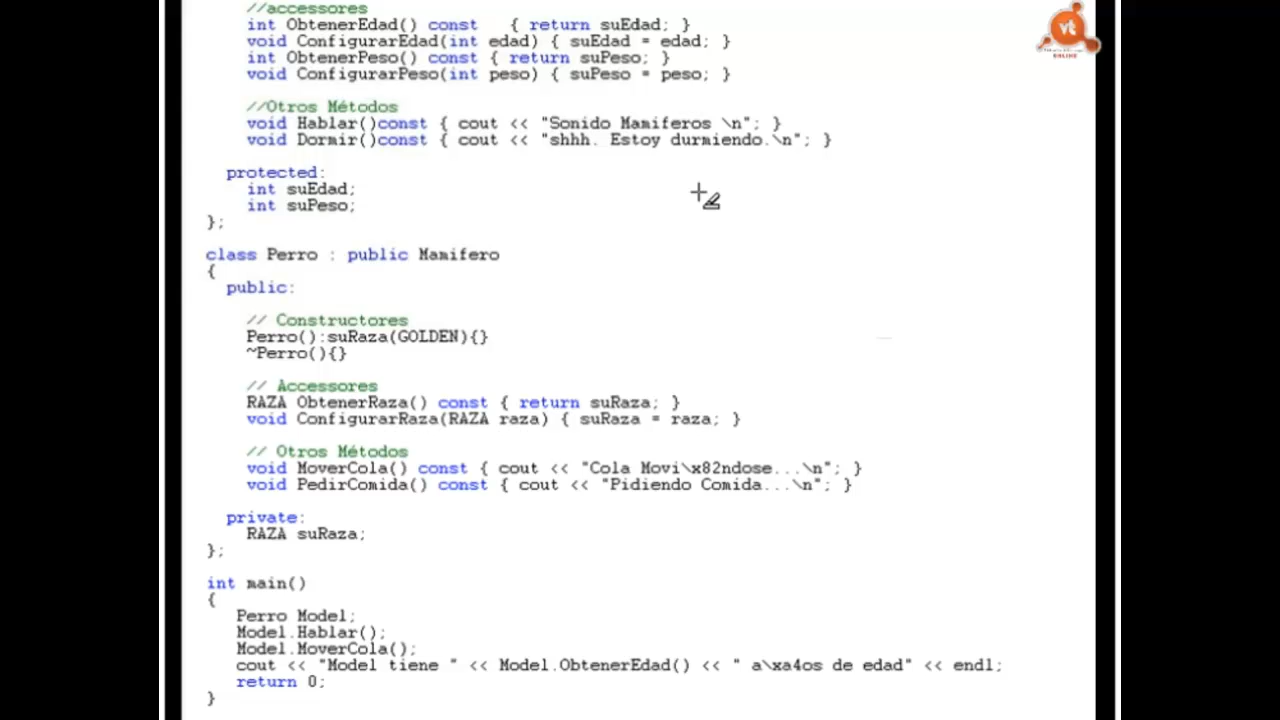 //accessores
int ObtenerEdad() const   { return suEdad; }
void ConfigurarEdad(int edad) { suEdad = edad; }
int ObtenerPeso() const { return suPeso; }
void ConfigurarPeso(int peso) { suPeso = peso; }
//Otros Métodos
void Hablar()const { cout << "Sonido Mamiferos \n"; }
void Dormir()const { cout << "shhh. Estoy durmiendo.\n"; }
protected:
int suEdad;
int suPeso;
};
class Perro : public Mamifero
{
public:
// Constructores
Perro():suRaza(GOLDEN){}
~Perro(){}
// Accessores
RAZA ObtenerRaza() const { return suRaza; }
void ConfigurarRaza(RAZA raza) { suRaza = raza; }
// Otros Métodos
void MoverCola() const { cout << "Cola Movi\x82ndose...\n"; }
void PedirComida() const { cout << "Pidiendo Comida...\n"; }
private:
RAZA suRaza;
};
int main()
{
Perro Model;
Model.Hablar();
Model.MoverCola();
cout << "Model tiene " << Model.ObtenerEdad() << " a\xa4os de edad" << endl;
return 0;
}
vt
ONLINE